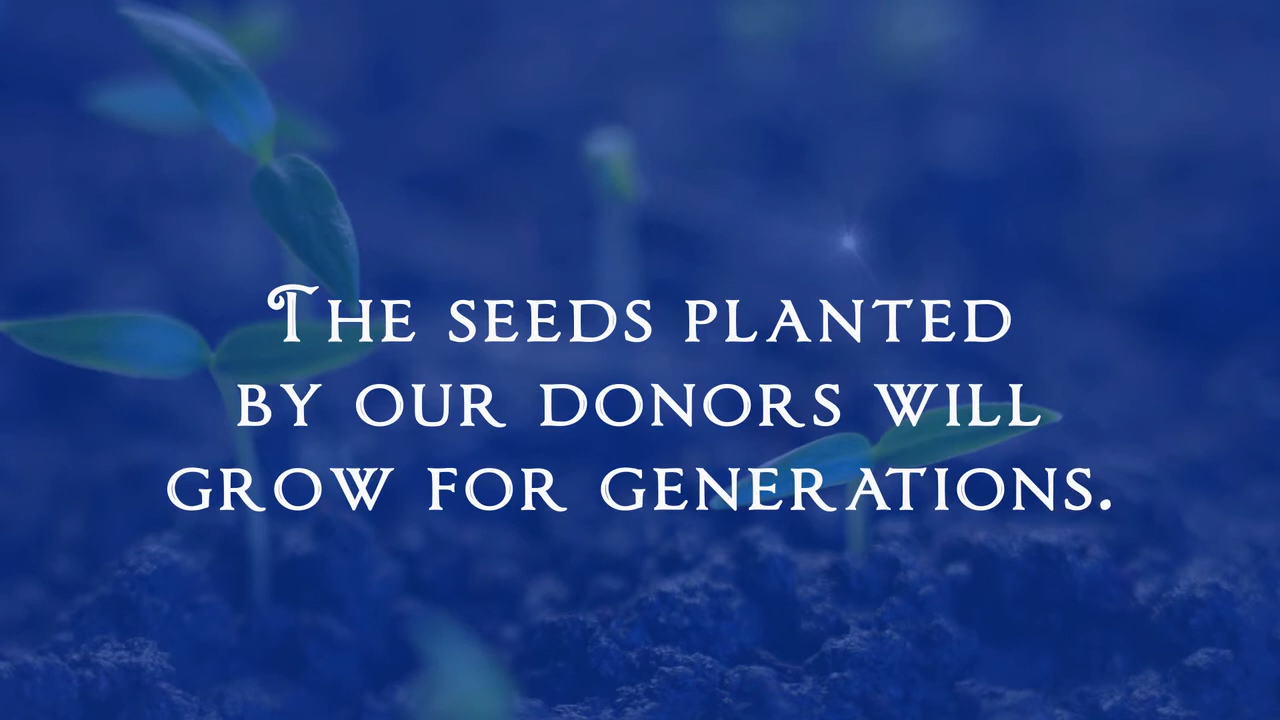 The seeds planted
by our donors will
grow for generations.